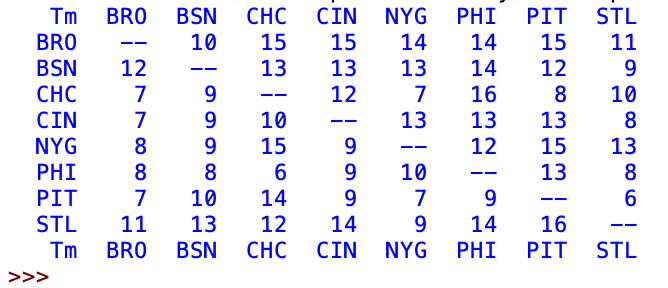 Tm BRO BSN CHC CIN NYG PHI PIT STL
BRO -- 10 15 15 14 14 15 11
BSN 12 -- 13 13 13 14 12 9
CHC 7 9 -- 12 7 16 8 10
CIN 7 9 10 -- 13 13 13 8
NYG 8 9 15 9 -- 12 15 13
PHI 8 8 6 9 10 -- 13 8
PIT 7 10 14 9 7 9 -- 6
STL 11 13 12 14 9 14 16 --
Tm BRO BSN CHC CIN NYG PHI PIT STL
>>>